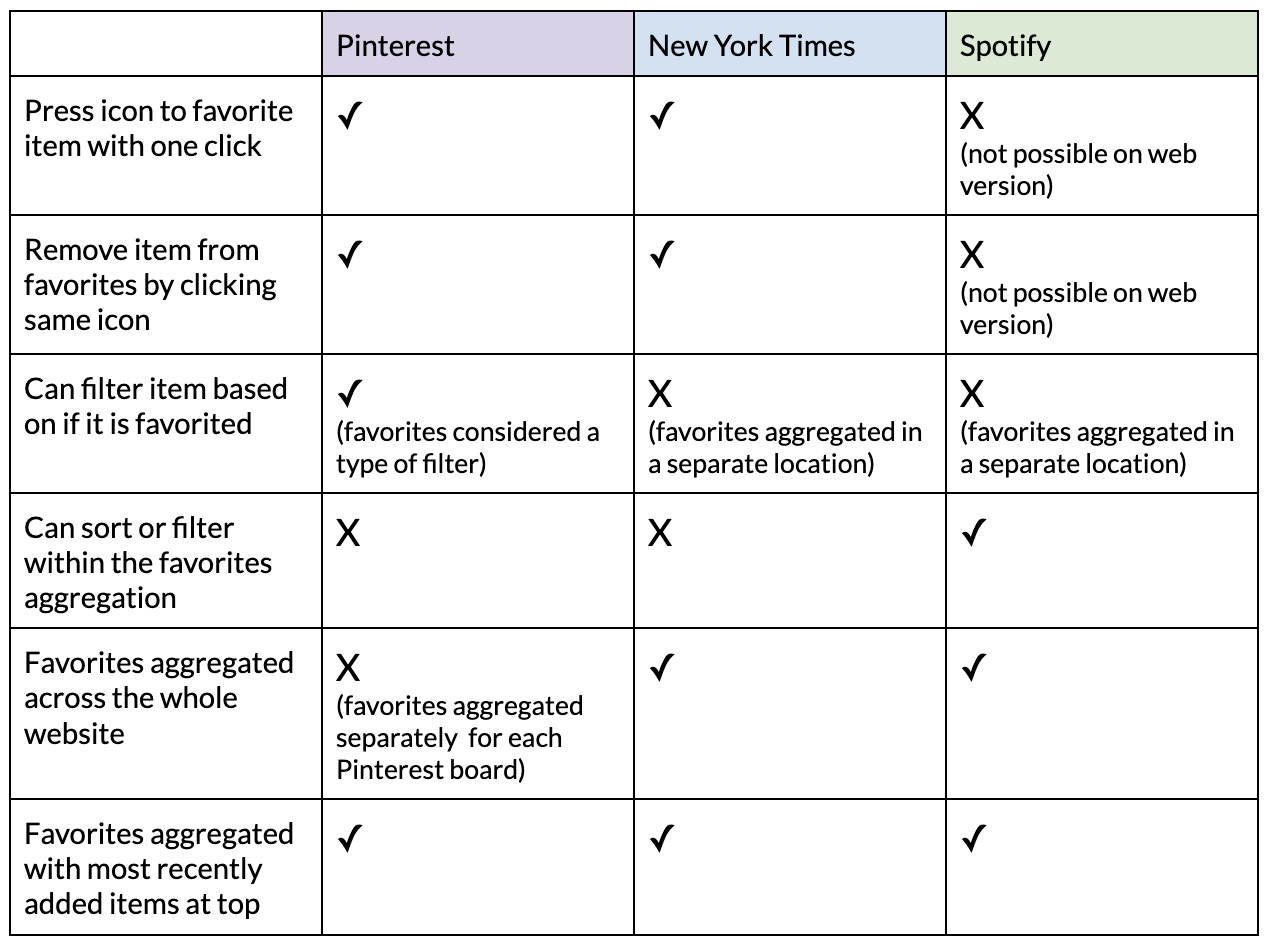 Pinterest
New York Times
Spotify
Press icon to favorite
item with one click
✓
✓
X
(not possible on web
version)
Remove item from
favorites by clicking
same icon
✓
✓
X
(not possible on web
version)
Can filter item based
on if it is favorited
✓
(favorites considered a
type of filter)
X
(favorites aggregated in
a separate location)
X
(favorites aggregated in
a separate location)
Can sort or filter
within the favorites
aggregation
X
X
✓
Favorites aggregated
across the whole
website
X
(favorites aggregated
separately  for each
Pinterest board)
✓
✓
Favorites aggregated
with most recently
added items at top
✓
✓
✓